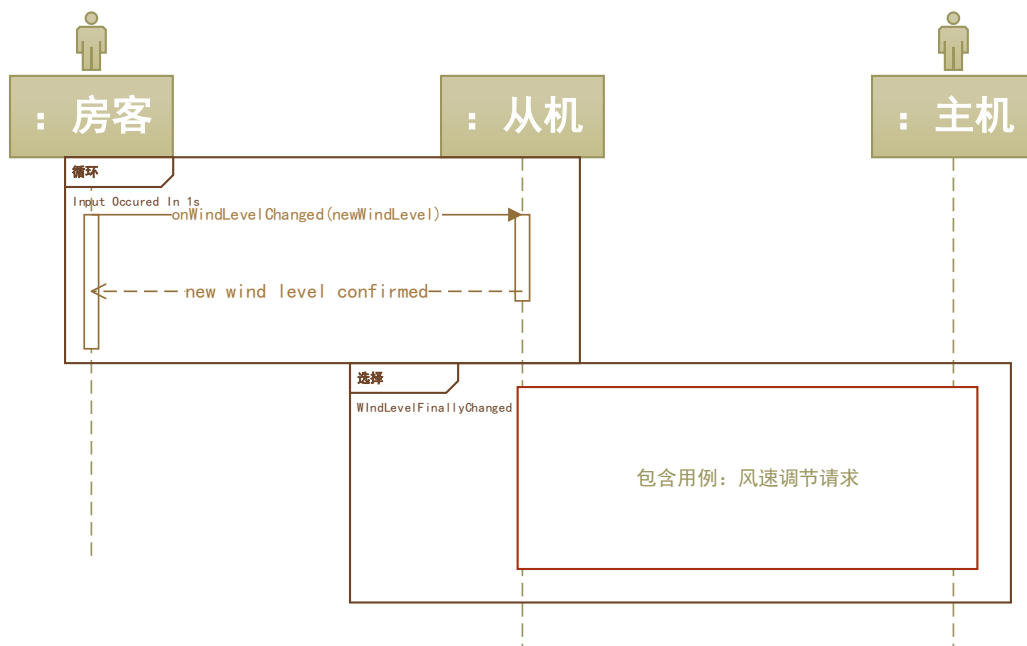 ：房客
：从机
：主机
循环
Input Occured In 1s
onWindLevelChanged(newWindLevel)
new wind level confirmed
选择
WIndLevelFinallyChanged
包含用例：风速调节请求